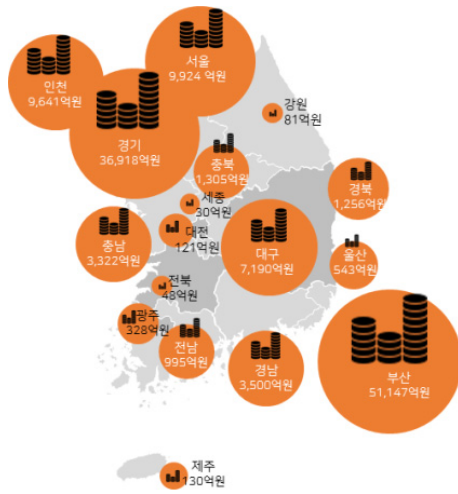 서울
9,924 억원
인천
9,641억원
경기
36,918억원
강원
81억원
충북
1,305억원
경북
1,256억원
세종
30억원
대전
121억원
충남
3,322억원
대구
7,190억원
울산
543억원
전북
48억원
광주
328억원
전남
995억원
경남
3,500억원
부산
51,147억원
제주
130억원